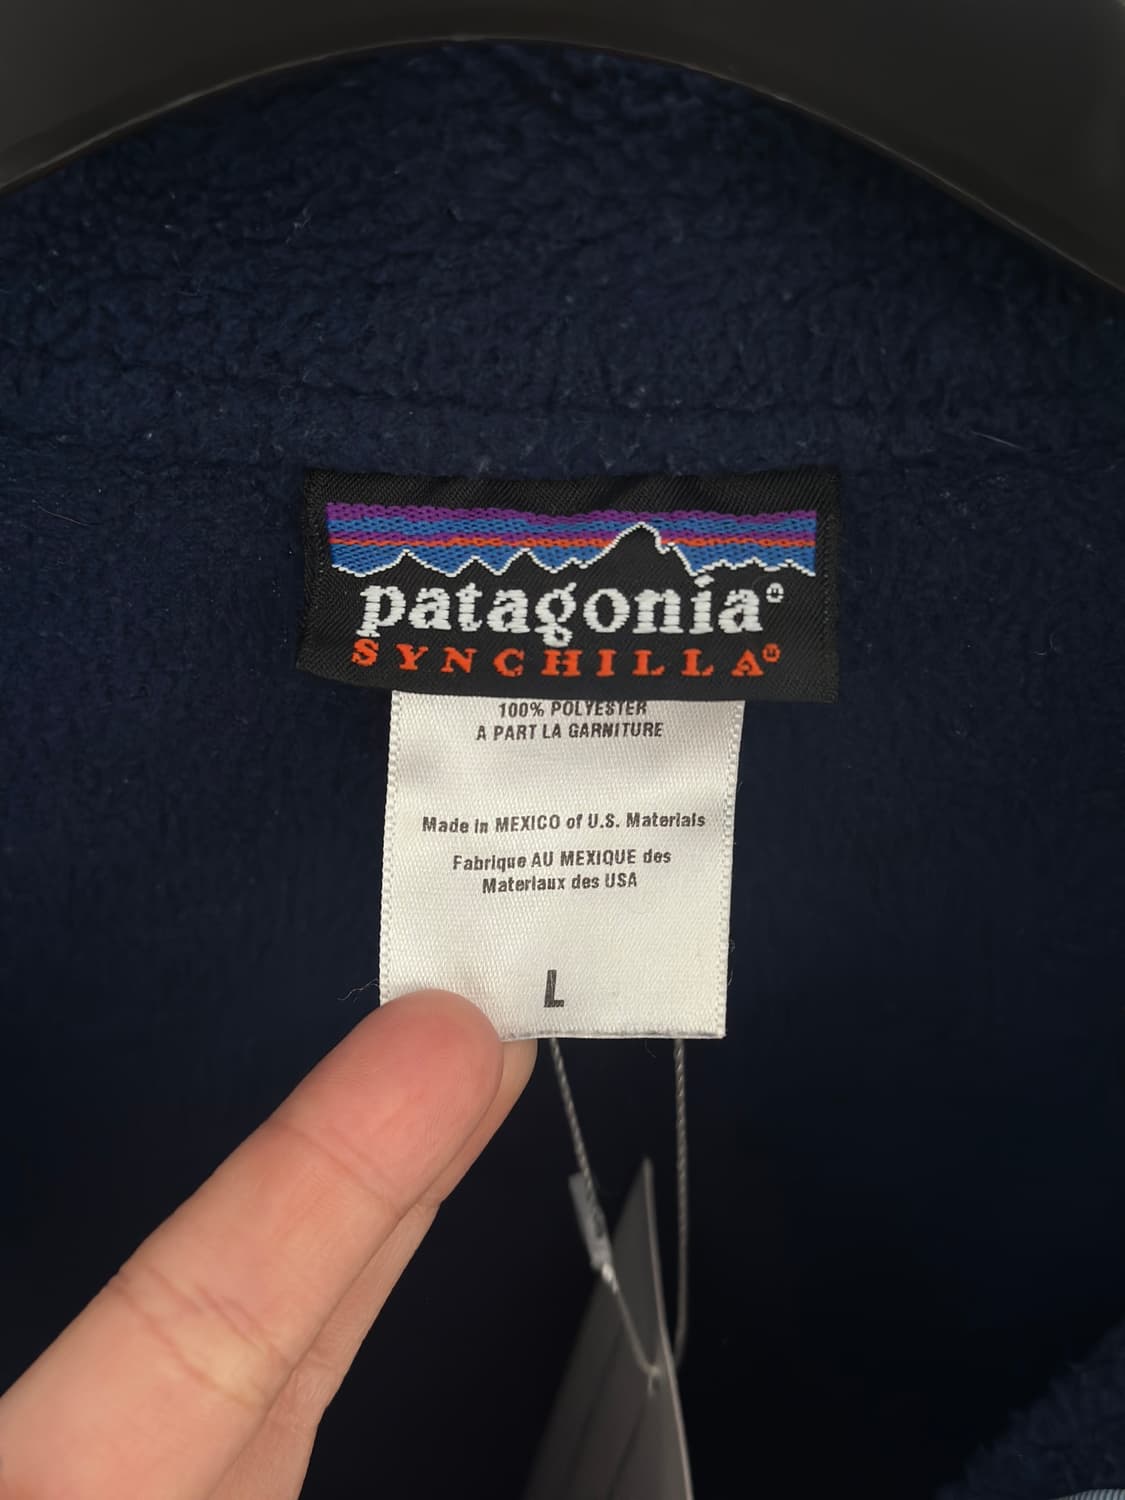 patagonia®
SYNCHILLA®
100% POLYESTER
A PART LA GARNITURE
Made in MEXICO of U.S. Materials
Fabrique AU MEXIQUE des
Materiaux des USA
L